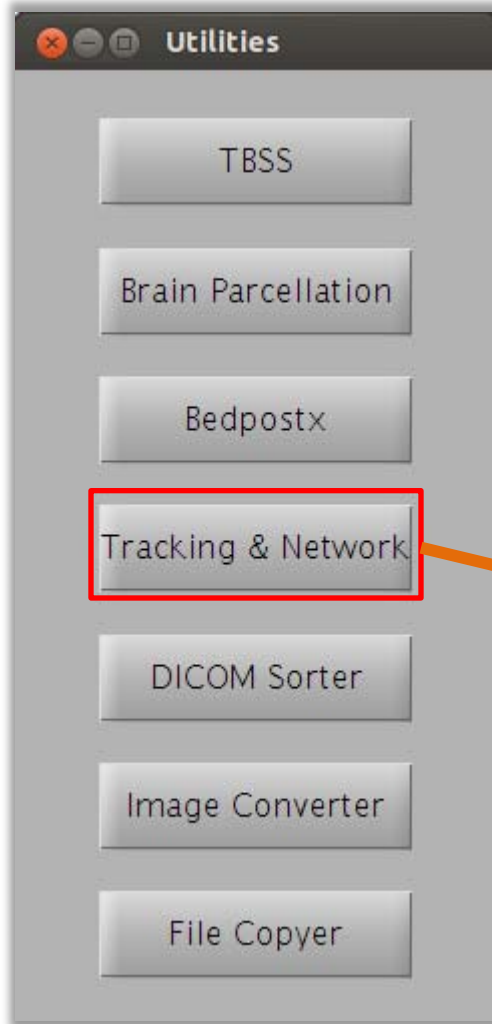 Utilities
TBSS
Brain Parcellation
Bedpostx
Tracking & Network
DICOM Sorter
Image Converter
File Copyer